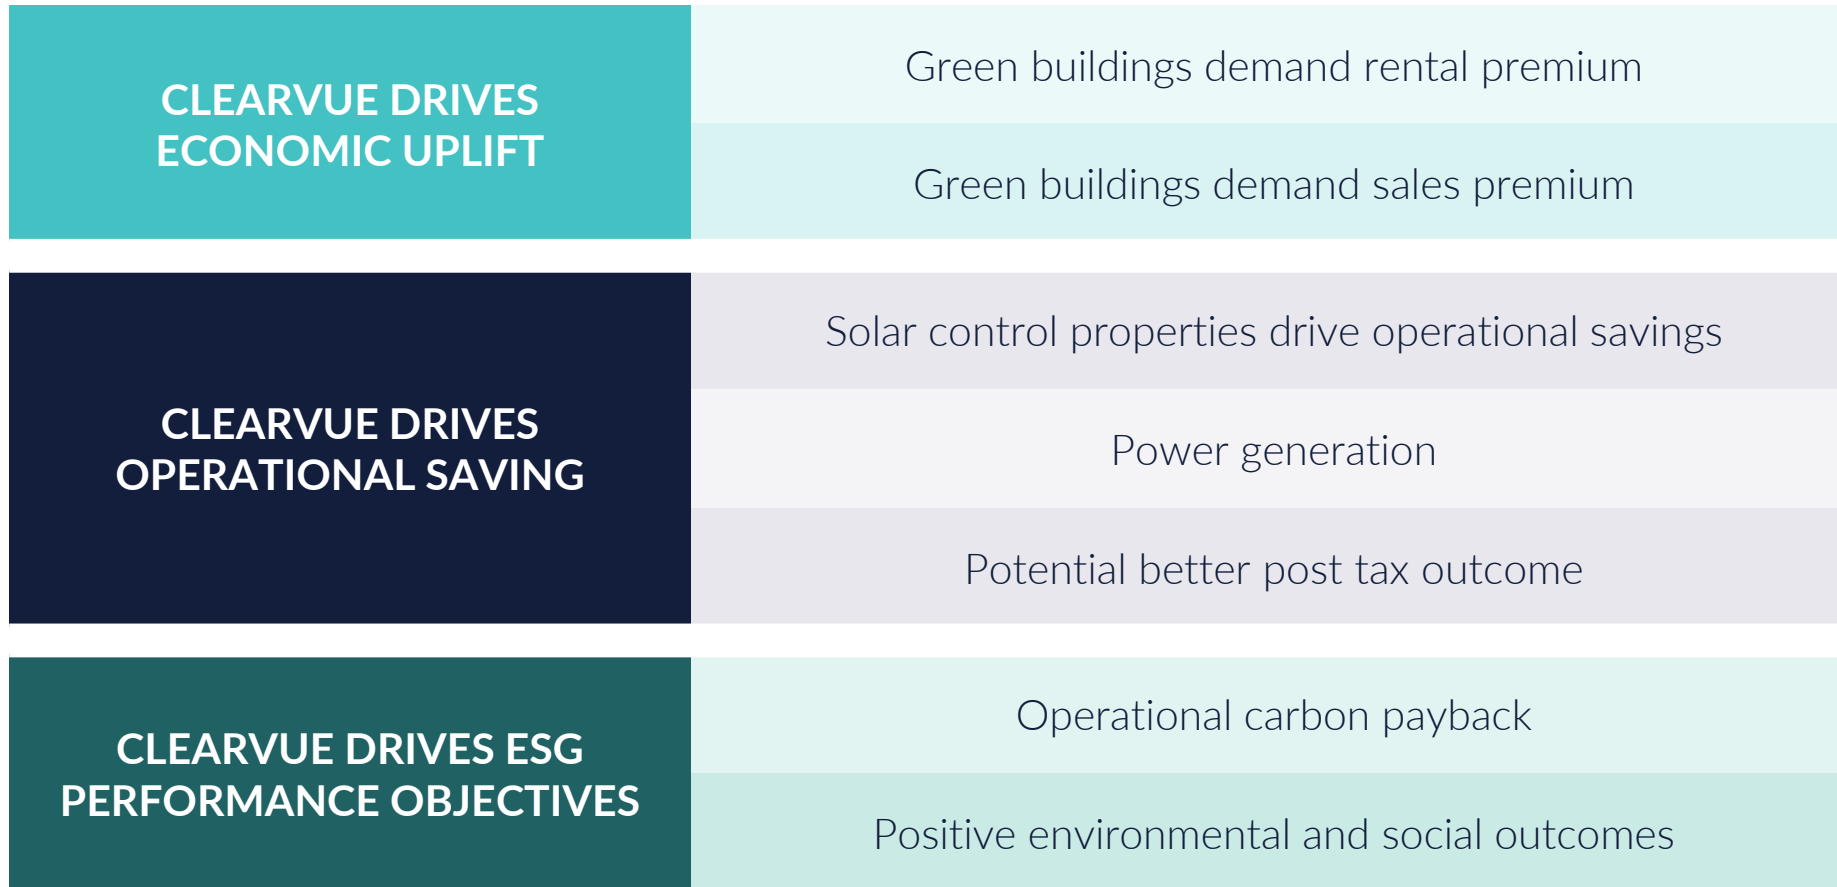 CLEARVUE DRIVES
ECONOMIC UPLIFT
Green buildings demand rental premium
Green buildings demand sales premium
CLEARVUE DRIVES
OPERATIONAL SAVING
Solar control properties drive operational savings
Power generation
Potential better post tax outcome
CLEARVUE DRIVES ESG
PERFORMANCE OBJECTIVES
Operational carbon payback
Positive environmental and social outcomes